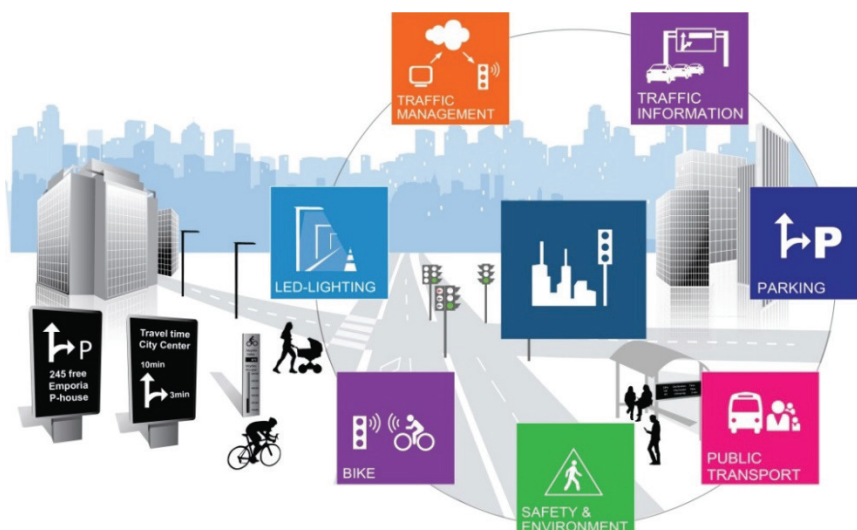 TRAFFIC
MANAGEMENT
TRAFFIC
INFORMATION
LED-LIGHTING
P
PARKING
P
245 free
Emporia
P-house
Travel time
City Center
10min
3min
BIKE
SAFETY &
ENVIRONMENT
PUBLIC
TRANSPORT